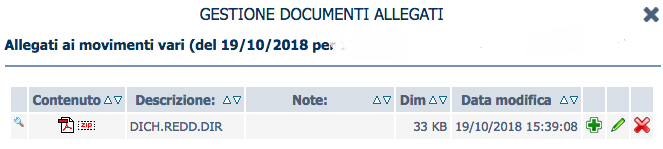 GESTIONE DOCUMENTI ALLEGATI
Allegati ai movimenti vari (del 19/10/2018 per
Contenuto Descrizione: Note: Dim Data modifica
ZIP DICH.REDD.DIR 33 KB 19/10/2018 15:39:08